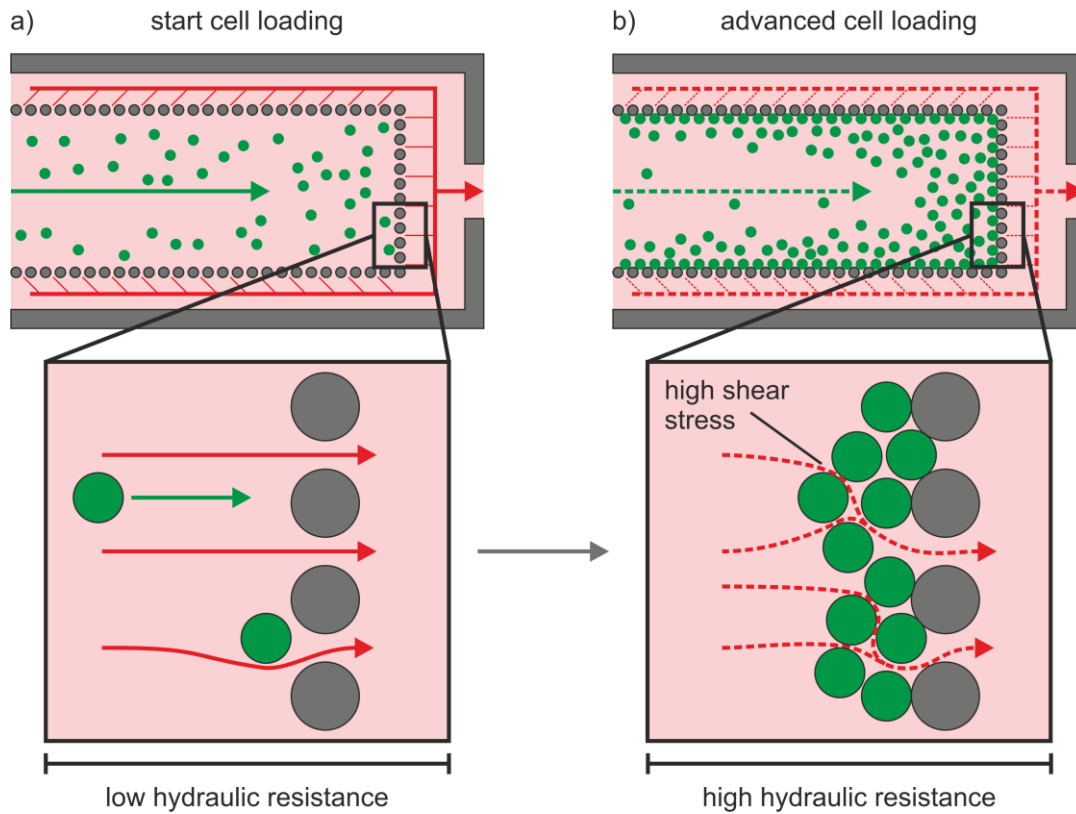 a) start cell loading
b) advanced cell loading
high shear
stress
low hydraulic resistance
high hydraulic resistance